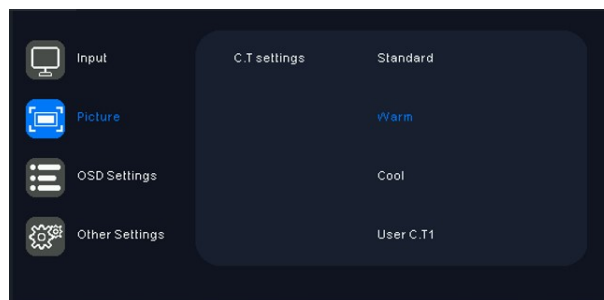 Input
C.T settings
Standard
Picture
Warm
OSD Settings
Cool
Other Settings
User C.T1